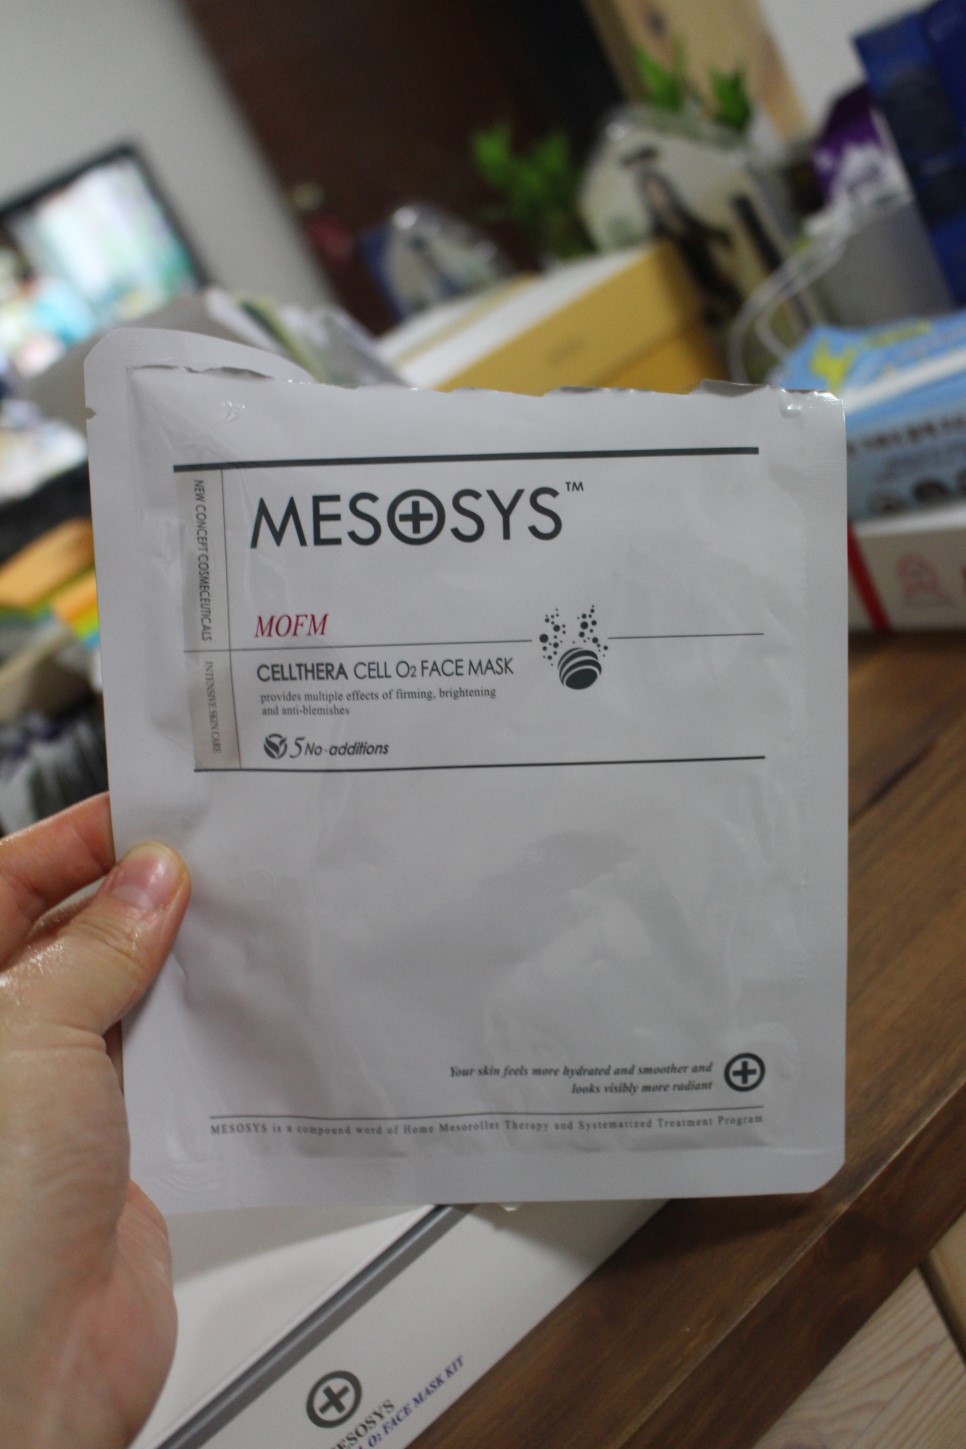 MESOSYS™
NEW CONCEPT COSMECEUTICALS
INTENSIVE SKIN CARE
MOFM
CELLTHERA CELL O2 FACE MASK
provides multiple effects of firming, brightening
and anti-blemishes
5 No-additions
Your skin feels more hydrated and smoother and
looks visibly more radiant
MESOSYS is a compound word of Home Mesoroller Therapy and Systematized Treatment Program
MESOSYS
O2 FACE MASK KIT